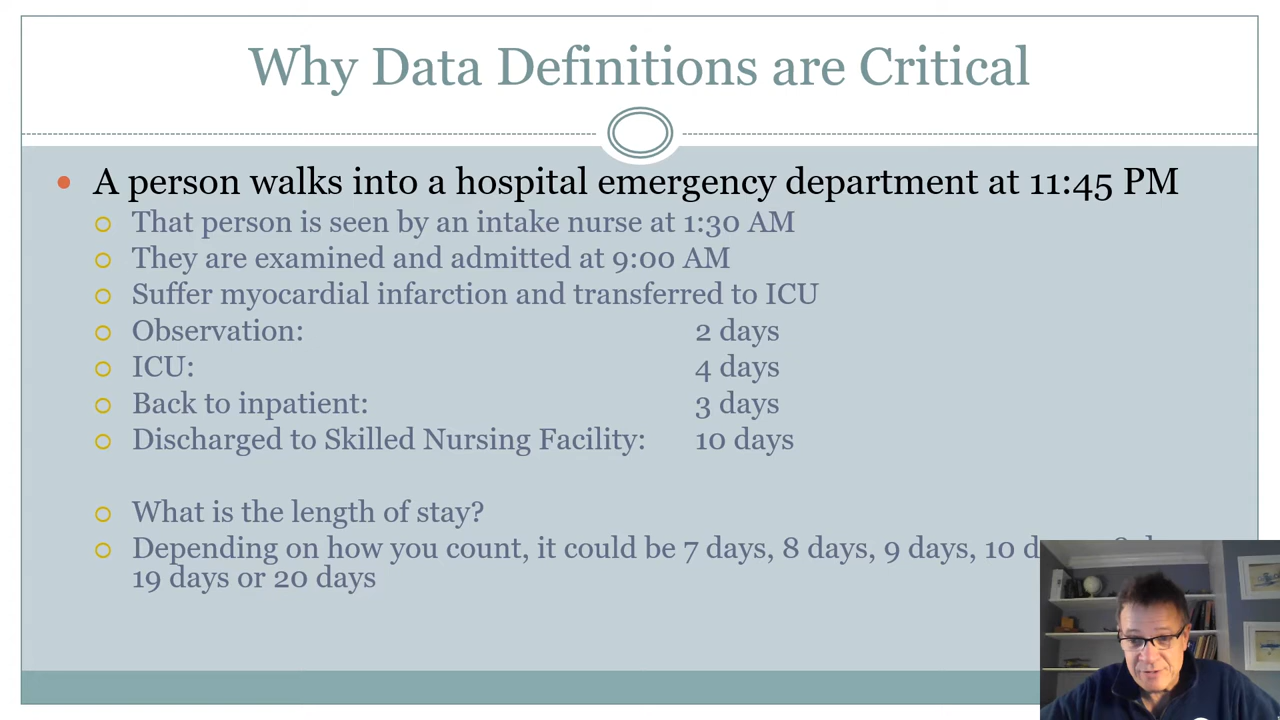 Why Data Definitions are Critical
A person walks into a hospital emergency department at 11:45 PM
That person is seen by an intake nurse at 1:30 AM
They are examined and admitted at 9:00 AM
Suffer myocardial infarction and transferred to ICU
Observation: 2 days
ICU: 4 days
Back to inpatient: 3 days
Discharged to Skilled Nursing Facility: 10 days
What is the length of stay?
Depending on how you count, it could be 7 days, 8 days, 9 days, 10
19 days or 20 days